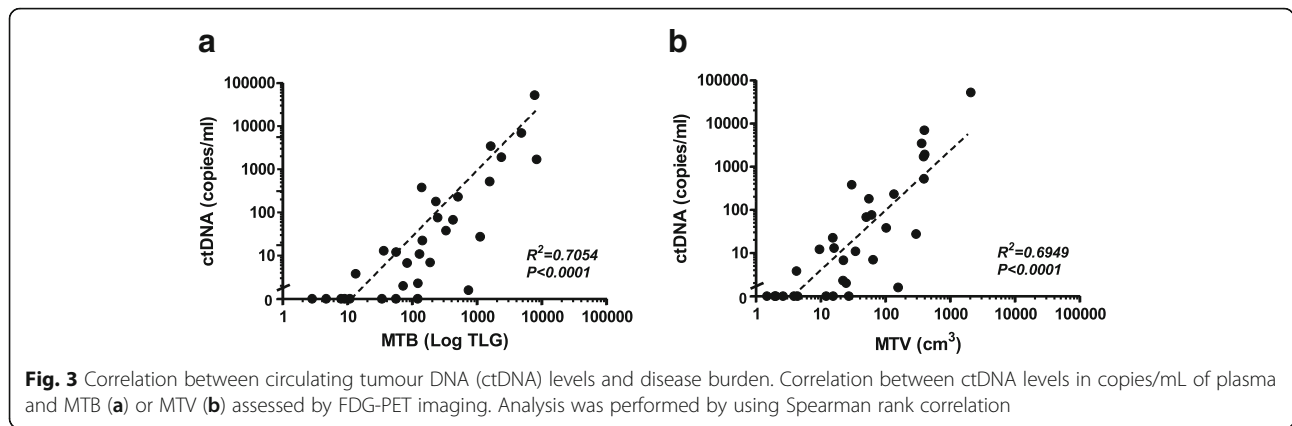 a
b
100000
10000
1000
100
10
0
ctDNA (copies/ml)
R²=0.7054
P<0.0001
1 10 100 1000 10000 100000
MTB (Log TLG)
100000
10000
1000
100
10
0
ctDNA (copies/ml)
R²=0.6949
P<0.0001
1 10 100 1000 10000 100000
MTV (cm³)
Fig. 3 Correlation between circulating tumour DNA (ctDNA) levels and disease burden. Correlation between ctDNA levels in copies/mL of plasma
and MTB (a) or MTV (b) assessed by FDG-PET imaging. Analysis was performed by using Spearman rank correlation